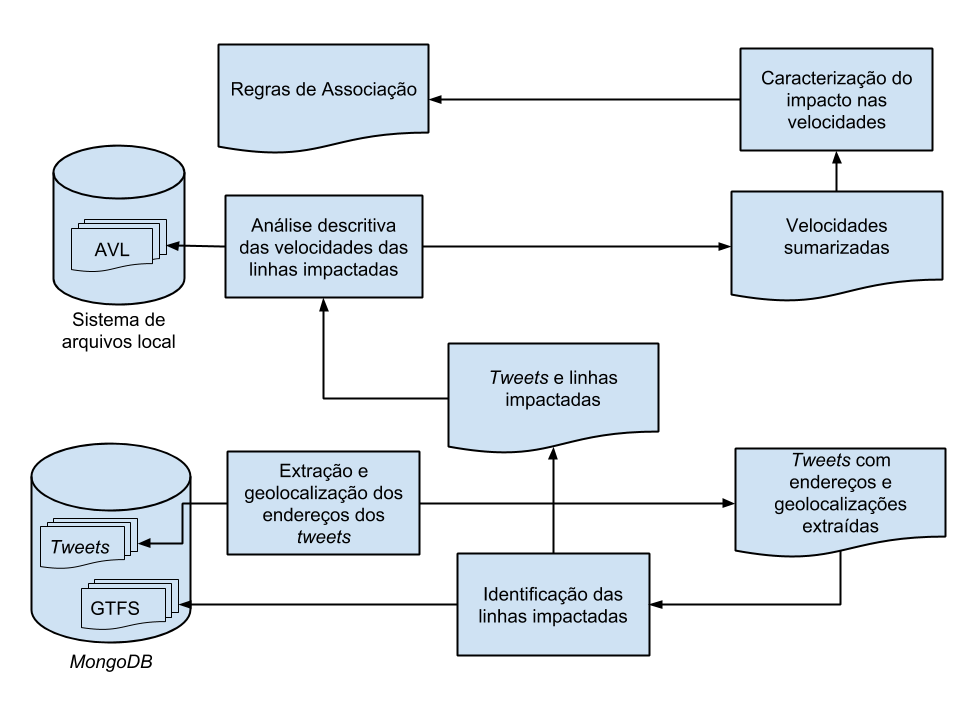 Regras de Associação
Caracterização do
impacto nas
velocidades
AVL
Sistema de
arquivos local
Análise descritiva
das velocidades das
linhas impactadas
Velocidades
sumarizadas
Tweets e linhas
impactadas
Extração e
geolocalização dos
endereços dos
tweets
Tweets com
endereços e
geolocalizações
extraídas
Tweets
GTFS
MongoDB
Identificação das
linhas impactadas